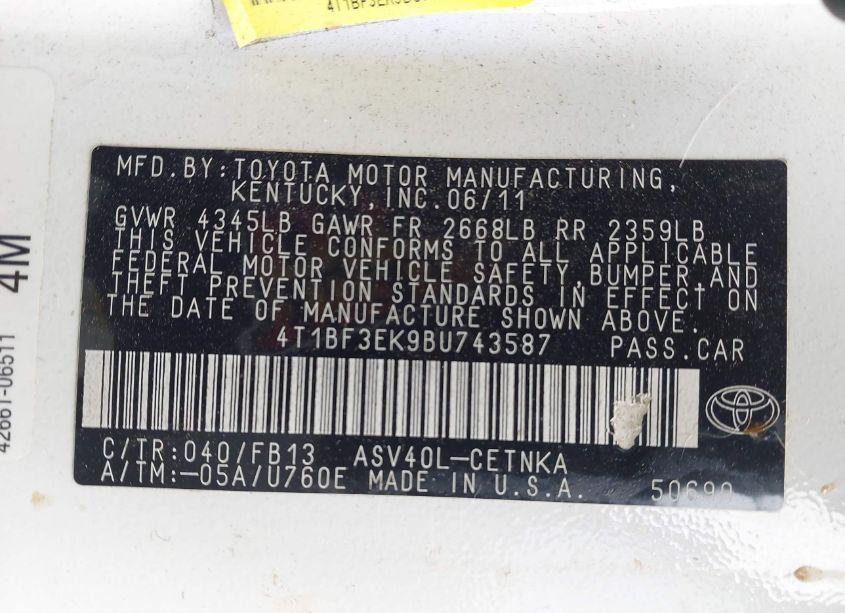 MFD.BY:TOYOTA MOTOR MANUFACTURING,
KENTUCKY,INC.06/11
GVWR 4345LB GAWR FR 2668LB RR 2359LB
THIS VEHICLE CONFORMS TO ALL APPLICABLE
FEDERAL MOTOR VEHICLE SAFETY,BUMPER,AND
THEFT PREVENTION STANDARDS IN EFFECT ON
THE DATE OF MANUFACTURE SHOWN ABOVE.
4T1BF3EK9BU743587 PASS.CAR
C/TR:040/FB13 ASV40L-CETNKA
A/TM:-05A/U760E MADE IN U.S.A. 50690
42661-06511 4M